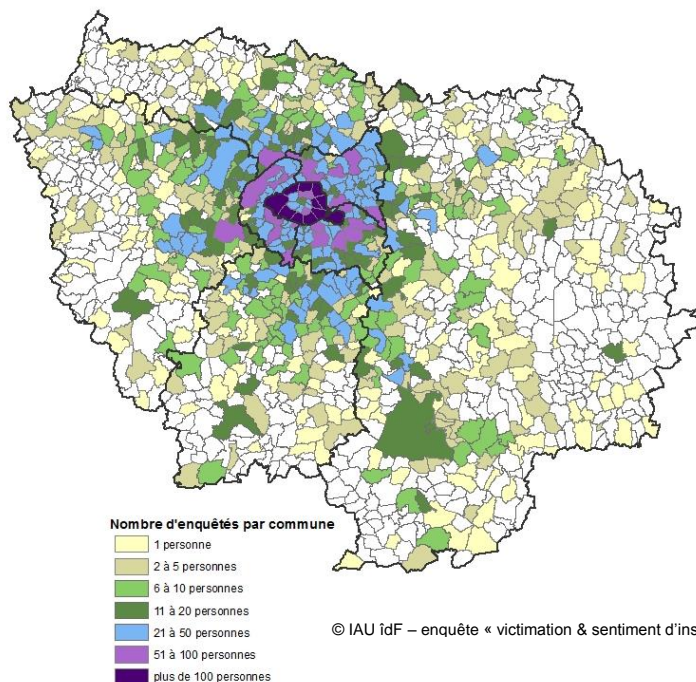 Nombre d'enquêtés par commune
1 personne
2 à 5 personnes
6 à 10 personnes
11 à 20 personnes
21 à 50 personnes
51 à 100 personnes
plus de 100 personnes
© IAU îdF – enquête « victimation & sentiment d'ins